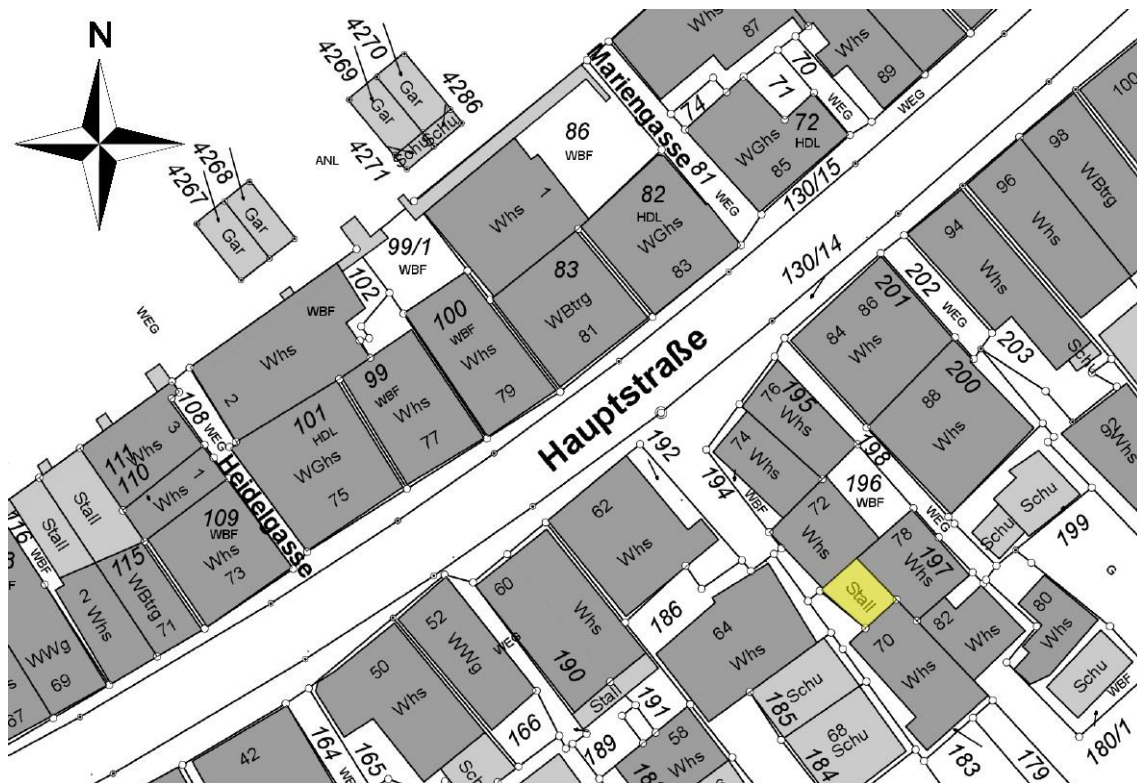 N
4270
4269
4286
4268
4267
4271
Gar
Gar
Schu
Schu
ANL
Gar
Gar
WEG
Mariengasse
Whs
87
70
WEG
Whs
89
WEG
74
71
72
HDL
WGhs
85
81
WEG
130/15
86
WBF
Whs
1
82
HDL
WGhs
83
99/1
WBF
83
WBtrg
81
102
WBF
Whs
2
100
WBF
Whs
79
99
WBF
Whs
77
101
HDL
WGhs
75
108
WEG
Heidelgasse
111
Whs
3
110
Whs
1
109
WBF
Whs
73
Stall
Stall
116
WBF
115
WBtrg
71
Whs
2
WWg
69
67
Hauptstraße
130/14
100
98
WBtrg
96
Whs
94
Whs
202
WEG
203
Schu
201
86
84
Whs
200
88
Whs
92
Whs
76
Whs
195
74
Whs
194
WBF
198
WEG
196
WBF
72
Whs
78
197
Whs
Stall
70
Whs
82
Whs
Schu
Schu
199
G
80
Whs
Schu
WBF
180/1
179
183
192
62
Whs
186
64
Whs
185
Schu
68
Schu
184
60
Whs
190
WEG
Stall
191
189
58
Whs
52
WWg
50
Whs
166
Schu
165
164
WE
42